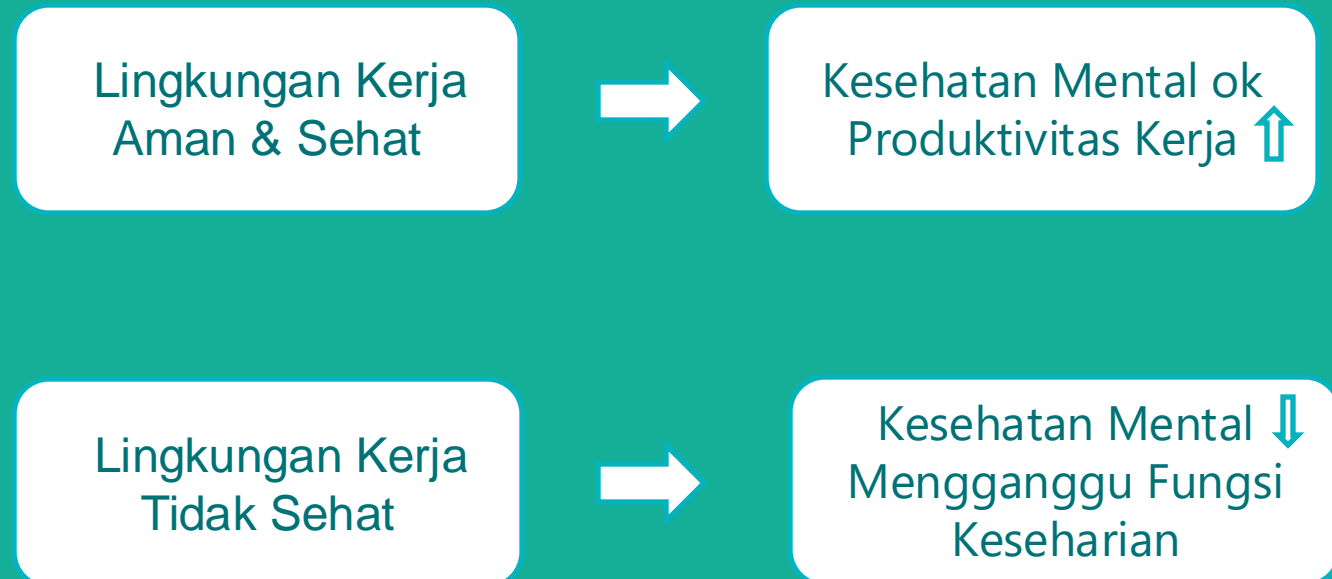 Lingkungan Kerja
Aman & Sehat
Kesehatan Mental ok
Produktivitas Kerja
Lingkungan Kerja
Tidak Sehat
Kesehatan Mental
Mengganggu Fungsi
Keseharian